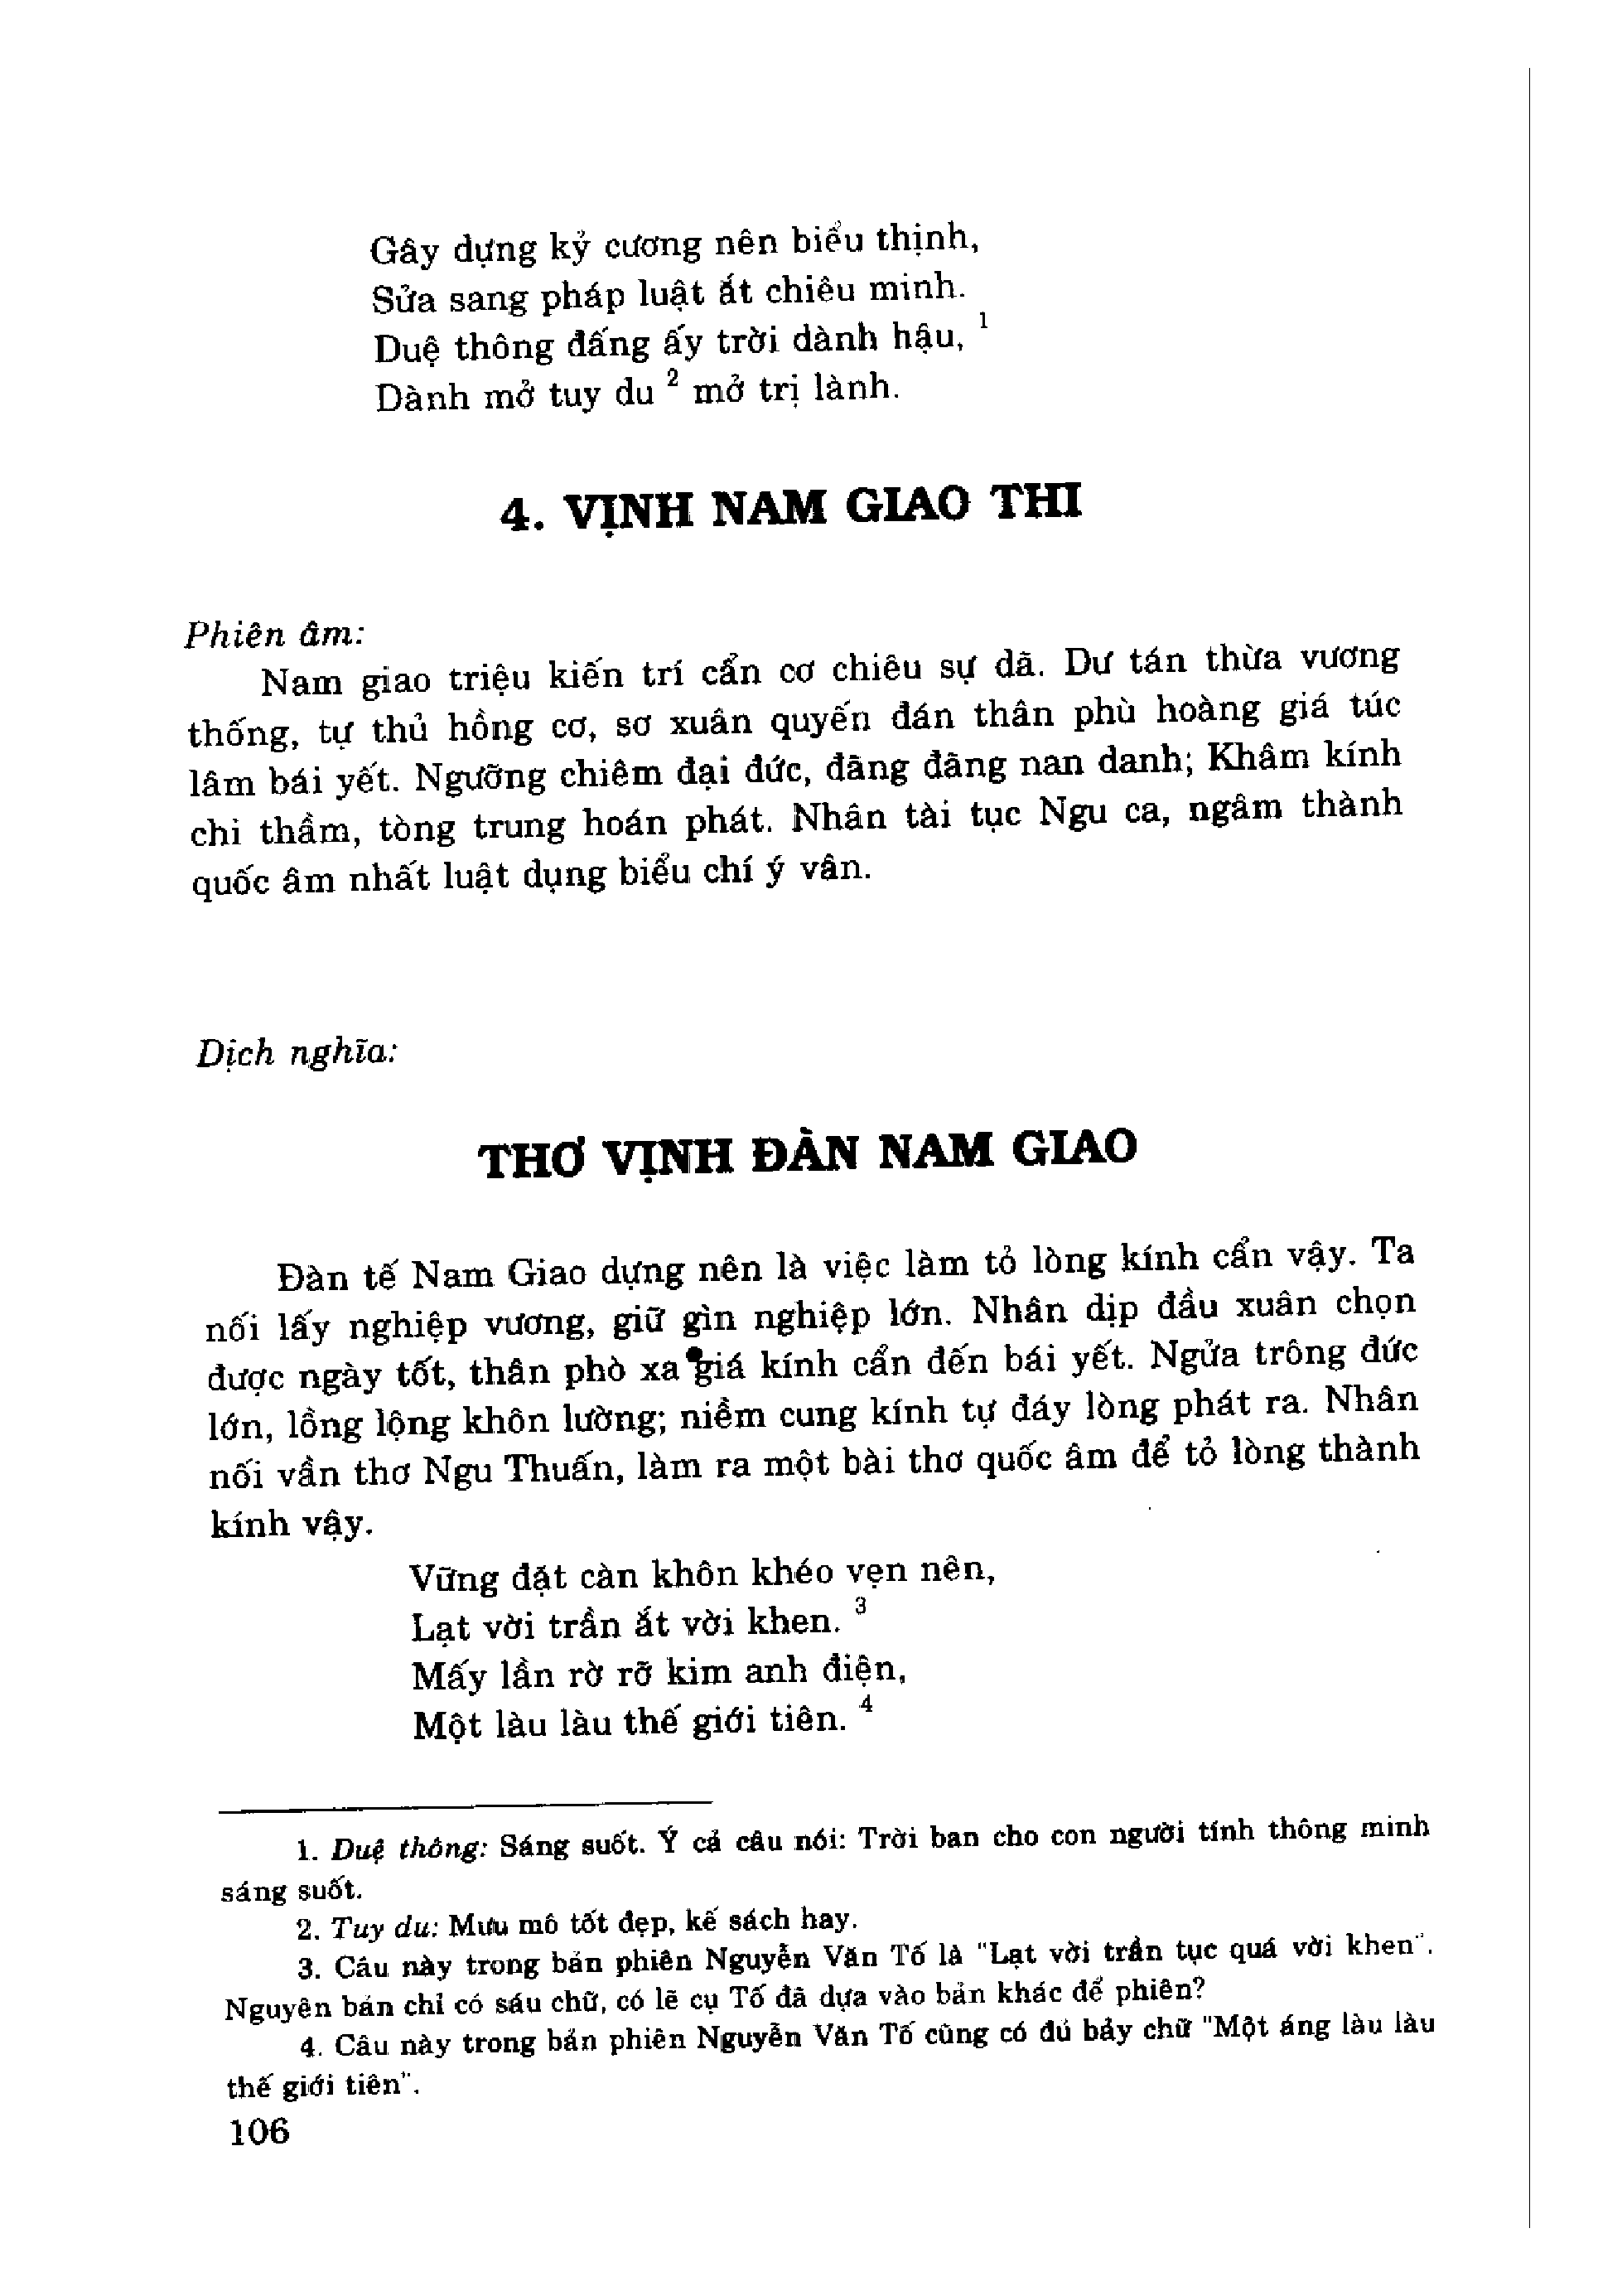 Gây dựng kỷ cương nên biểu thịnh,
Sửa sang pháp luật ắt chiêu minh.
Duệ thông đấng ấy trời dành hậu, 1
Dành mở tuy du 2 mở trị lành.
4. VỊNH NAM GIAO THI
Phiên âm:
Nam giao triệu kiến trí cẩn cơ chiêu sự dã. Dư tán thừa vương
thống, tự thủ hồng cơ, sơ xuân quyến đán thân phù hoàng giá túc
lâm bái yết. Ngưỡng chiêm đại đức, đãng đãng nan danh; Khâm kính
chi thầm, tòng trung hoán phát. Nhân tài tục Ngu ca, ngâm thành
quốc âm nhất luật dụng biểu chí ý vân.
Dịch nghĩa:
THƠ VỊNH ĐÀN NAM GIAO
Đàn tế Nam Giao dựng nên là việc làm tỏ lòng kính cẩn vậy. Ta
nối lấy nghiệp vương, giữ gìn nghiệp lớn. Nhân dịp đầu xuân chọn
được ngày tốt, thân phò xa giá kính cẩn đến bái yết. Ngửa trông đức
lớn, lồng lộng khôn lường; niềm cung kính tự đáy lòng phát ra. Nhân
nối vần thơ Ngu Thuấn, làm ra một bài thơ quốc âm để tỏ lòng thành
kính vậy.
Vững đặt càn khôn khéo vẹn nên,
Lạt vời trần ắt vời khen. 3
Mấy lần rờ rỡ kim anh điện,
Một làu làu thế giới tiên. 4
1. Duệ thông: Sáng suốt. Ý cả câu nói: Trời ban cho con người tính thông minh
sáng suốt.
2. Tuy du: Mưu mô tốt đẹp, kế sách hay.
3. Câu này trong bản phiên Nguyễn Văn Tố là "Lạt vời trần tục quá vời khen".
Nguyên bản chỉ có sáu chữ, có lẽ cụ Tố đã dựa vào bản khác để phiên?
4. Câu này trong bản phiên Nguyễn Văn Tố cũng có đủ bảy chữ "Một áng làu làu
thế giới tiên".
106